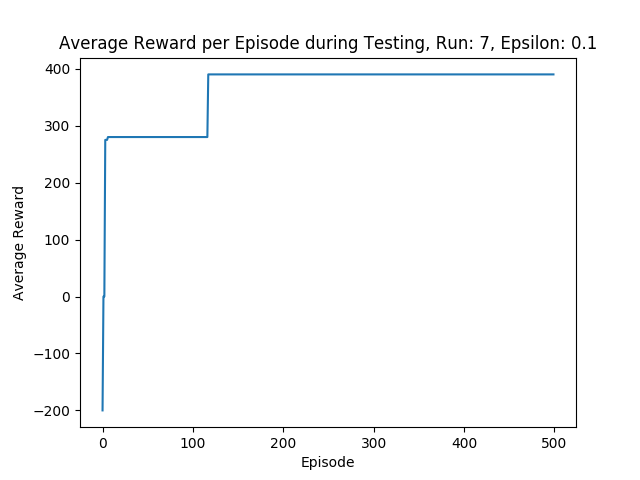 Average Reward per Episode during Testing, Run: 7, Epsilon: 0.1
400
300
200
100
0
−100
−200
Average Reward
0 100 200 300 400 500
Episode